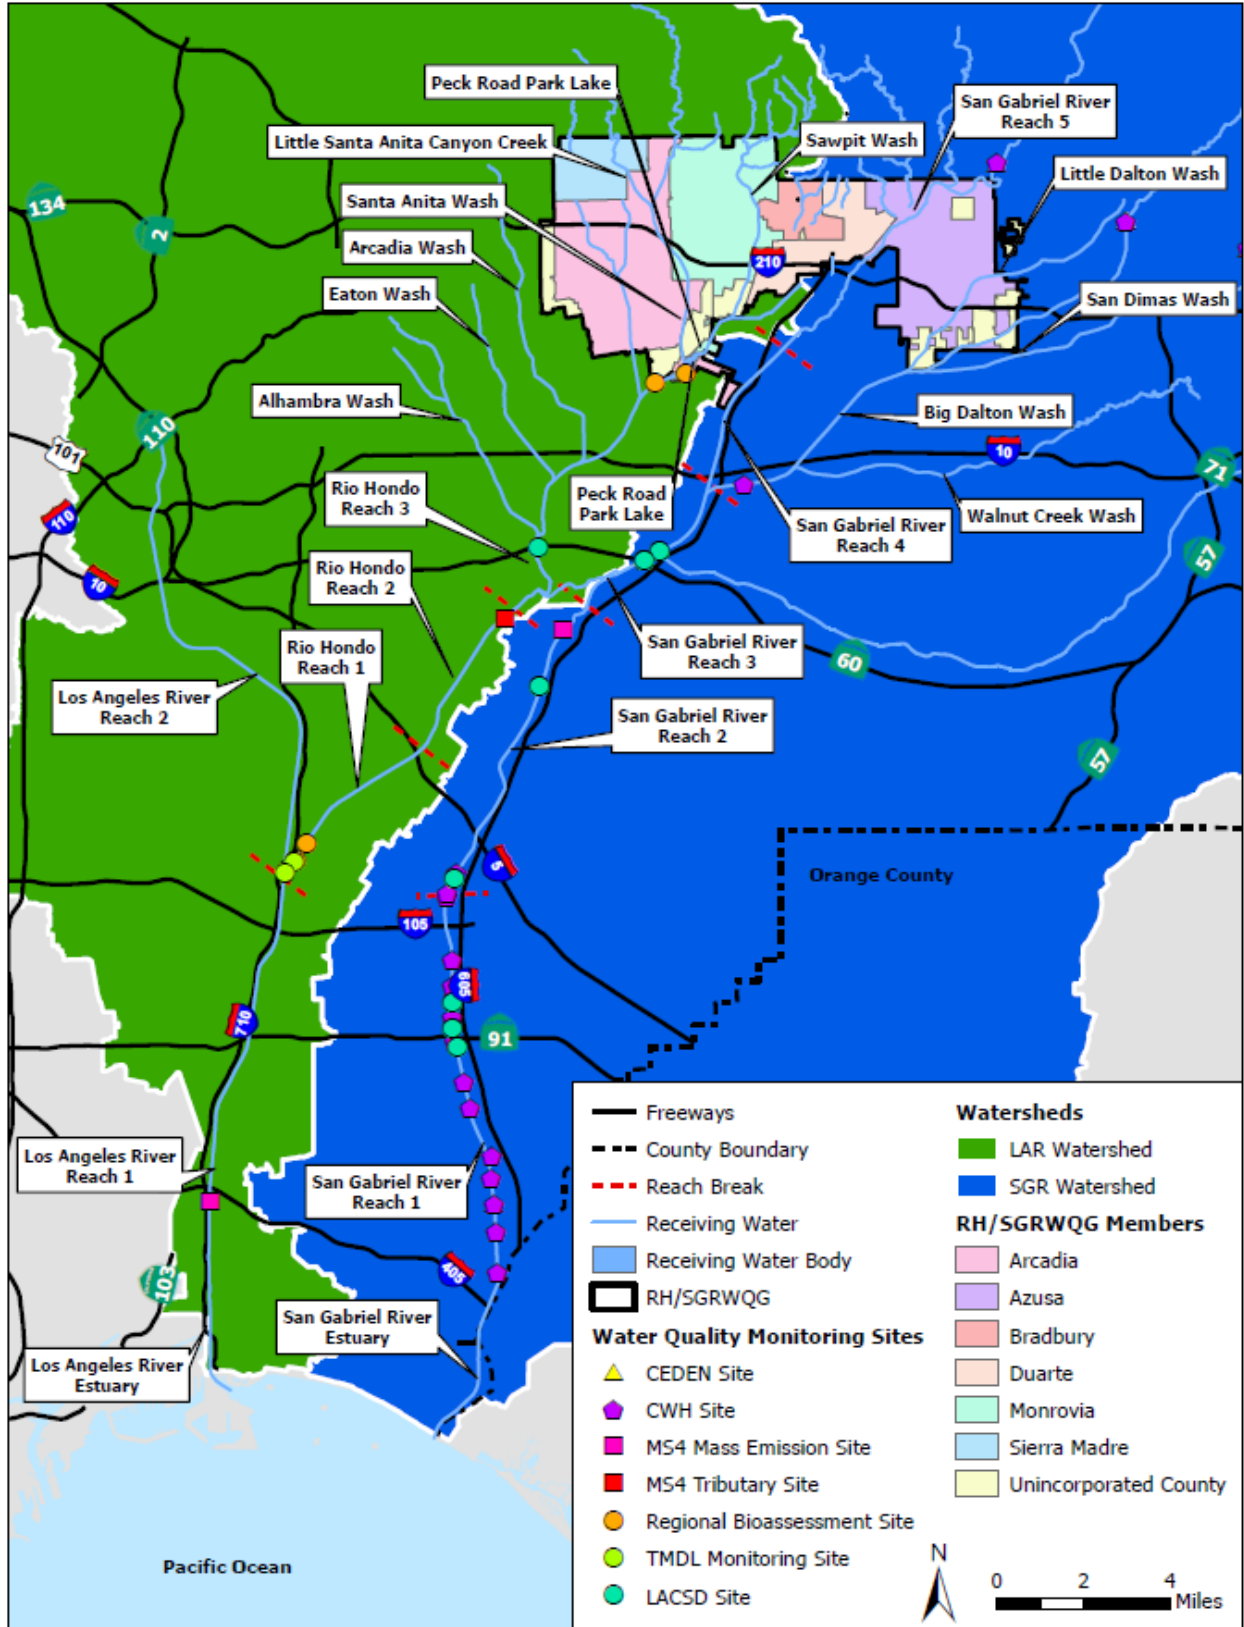 Peck Road Park Lake
San Gabriel River
Reach 5
Little Santa Anita Canyon Creek
Sawpit Wash
Little Dalton Wash
134
2
Santa Anita Wash
Arcadia Wash
210
Eaton Wash
San Dimas Wash
Alhambra Wash
Big Dalton Wash
110
101
10
71
Rio Hondo
Reach 3
Peck Road
Park Lake
Walnut Creek Wash
110
San Gabriel River
Reach 4
57
10
Rio Hondo
Reach 2
Rio Hondo
Reach 1
San Gabriel River
Reach 3
60
Los Angeles River
Reach 2
San Gabriel River
Reach 2
57
5
Orange County
105
605
710
91
Los Angeles River
Reach 1
San Gabriel River
Reach 1
405
103
San Gabriel River
Estuary
Los Angeles River
Estuary
Pacific Ocean
Freeways
County Boundary
Reach Break
Receiving Water
Receiving Water Body
RH/SGRWQG
Water Quality Monitoring Sites
CEDEN Site
CWH Site
MS4 Mass Emission Site
MS4 Tributary Site
Regional Bioassessment Site
TMDL Monitoring Site
LACSD Site
Watersheds
LAR Watershed
SGR Watershed
RH/SGRWQG Members
Arcadia
Azusa
Bradbury
Duarte
Monrovia
Sierra Madre
Unincorporated County
N
0 2 4
Miles